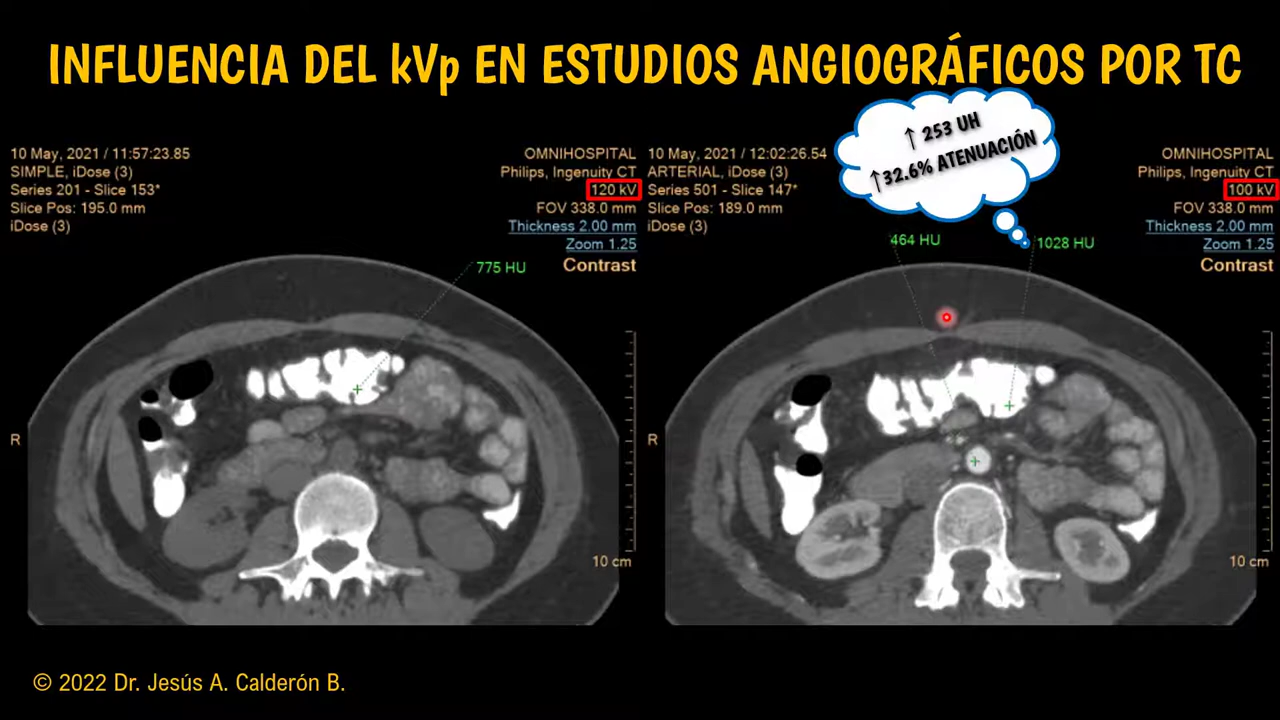 INFLUENCIA DEL kVp EN ESTUDIOS ANGIOGRÁFICOS POR TC
↑ 253 UH
↑32.6% ATENUACIÓN
10 May, 2021 / 11:57:23.85
SIMPLE, iDose (3)
Series 201 - Slice 153*
Slice Pos: 195.0 mm
iDose (3)
OMNIHOSPITAL
Philips, Ingenuity CT
120 kV
FOV 338.0 mm
Thickness 2.00 mm
Zoom 1.25
Contrast
775 HU
R
10 cm
10 May, 2021 / 12:02:26.54
ARTERIAL, iDose (3)
Series 501 - Slice 147*
Slice Pos: 189.0 mm
iDose (3)
OMNIHOSPITAL
Philips, Ingenuity CT
100 kV
FOV 338.0 mm
Thickness 2.00 mm
Zoom 1.25
Contrast
464 HU
1028 HU
R
10 cm
© 2022 Dr. Jesús A. Calderón B.